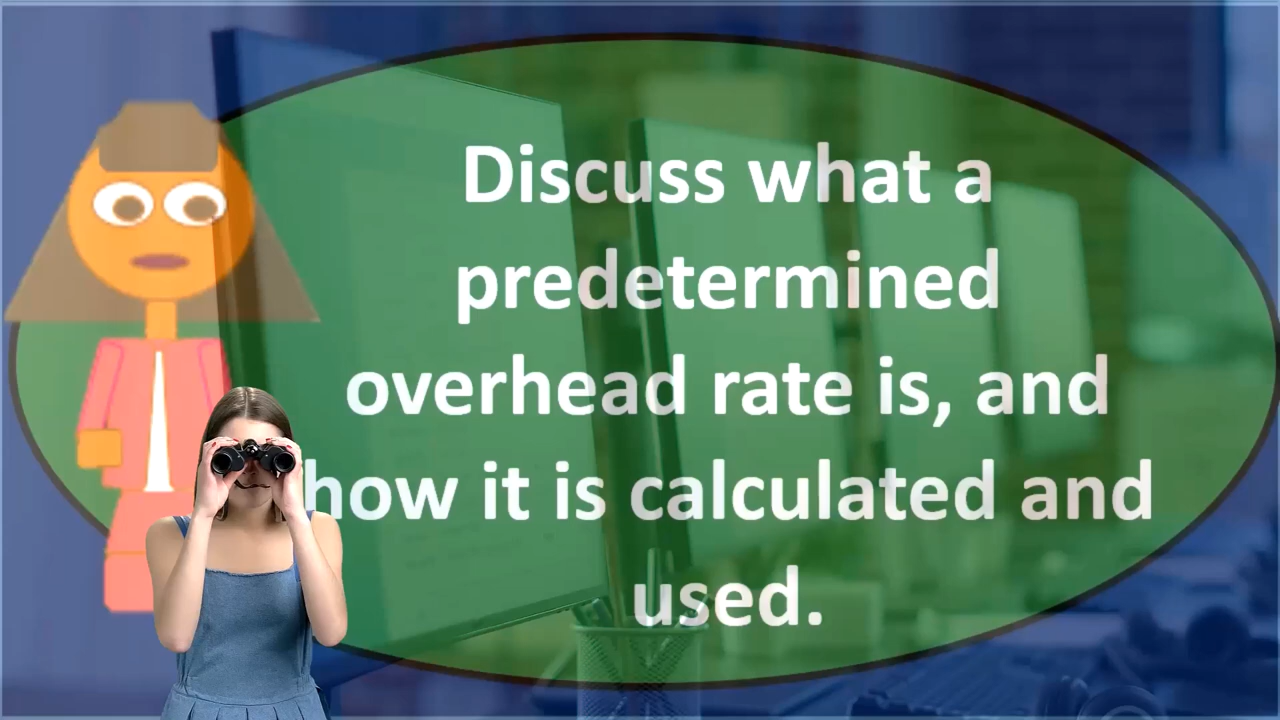 Discuss what a
predetermined
overhead rate is, and
how it is calculated and
used.